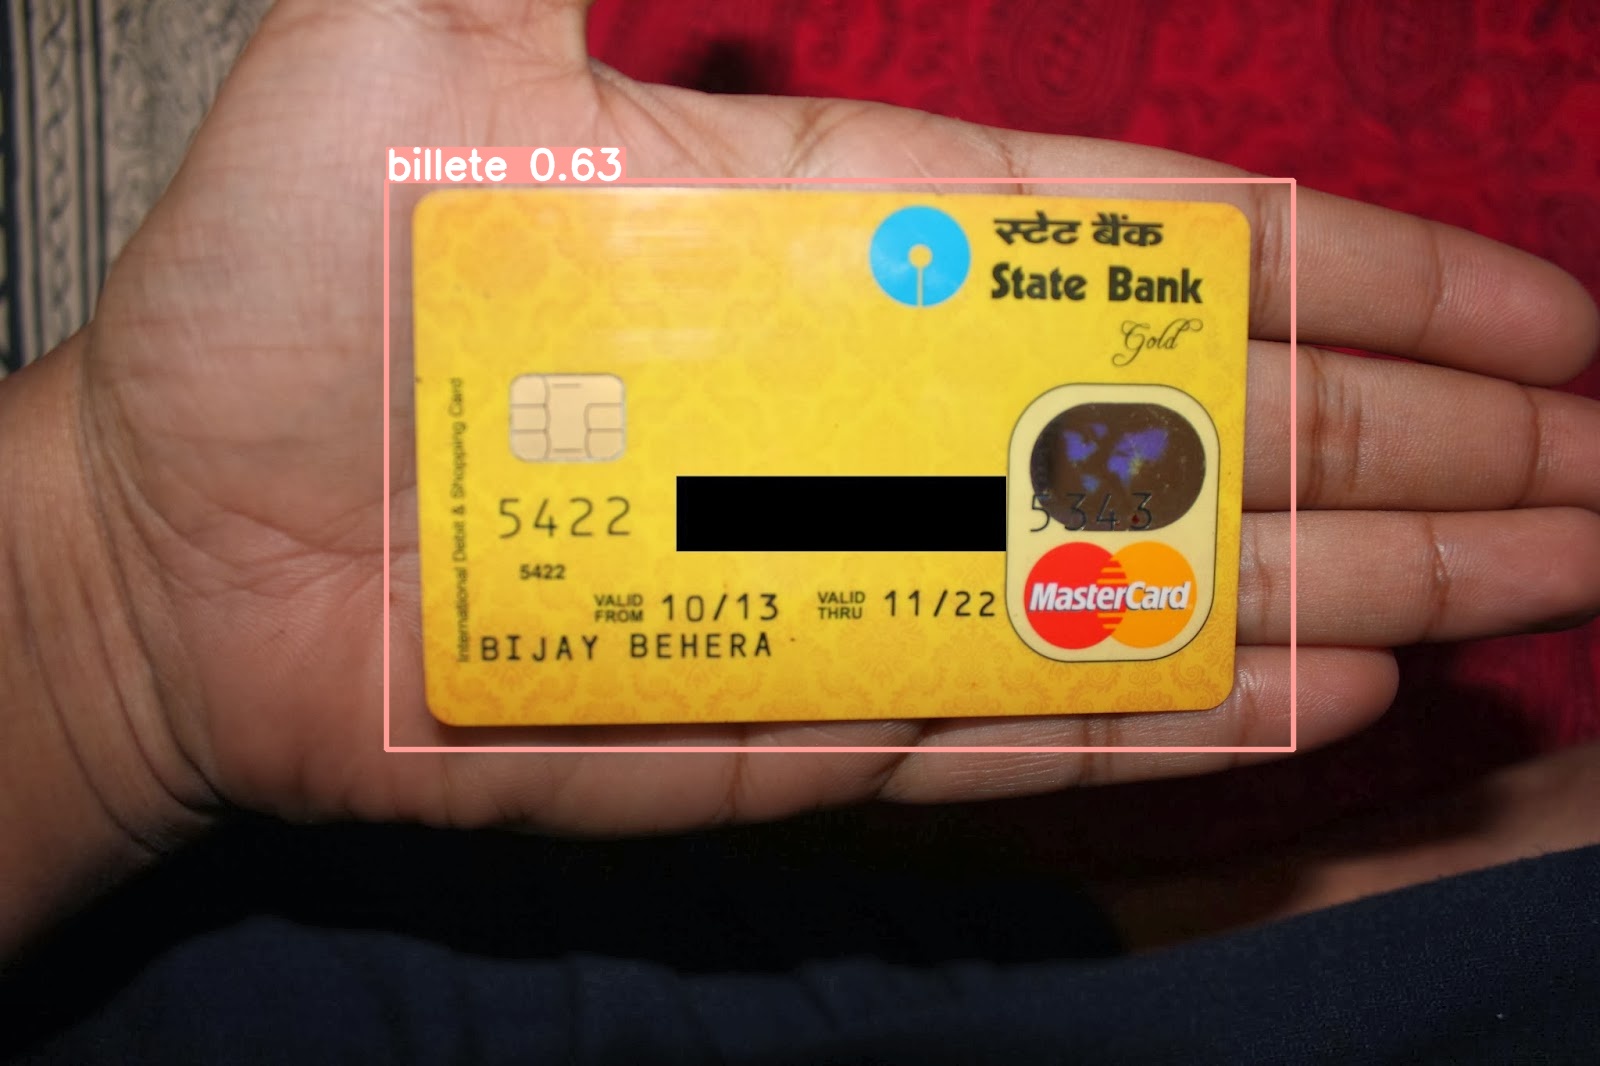 billete 0.63
स्टेट बैंक
State Bank
Gold
International Debit & Shopping Card
5422 5343
5422
VALID FROM 10/13 VALID THRU 11/22
BIJAY BEHERA
MasterCard